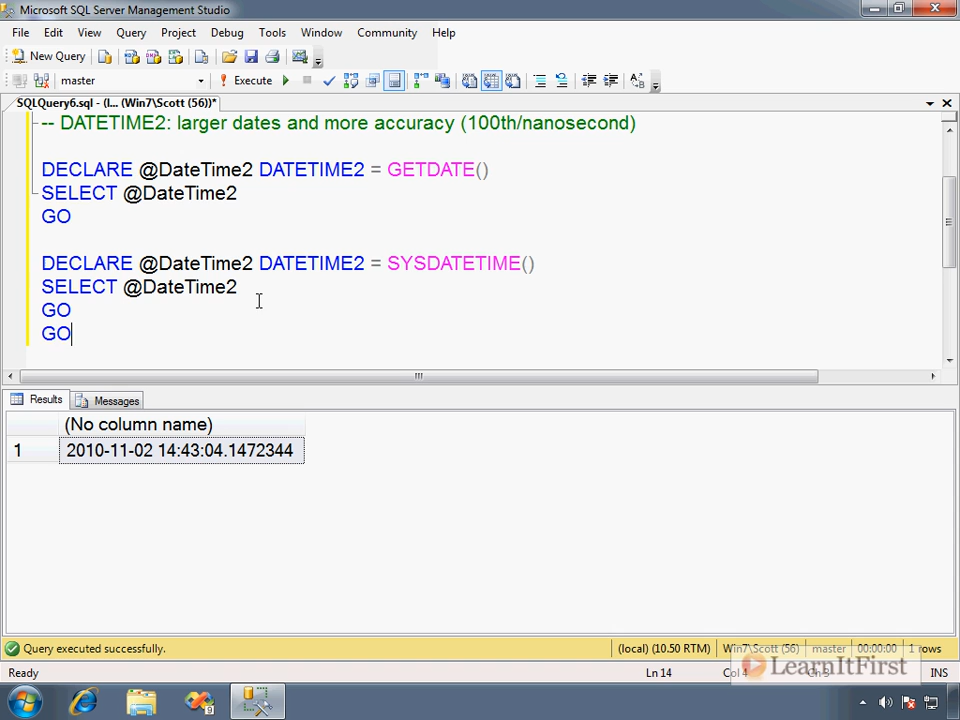 Microsoft SQL Server Management Studio
File Edit View Query Project Debug Tools Window Community Help
New Query
master Execute
SQLQuery6.sql - (l... (Win7\Scott (56))*
-- DATETIME2: larger dates and more accuracy (100th/nanosecond)
DECLARE @DateTime2 DATETIME2 = GETDATE()
SELECT @DateTime2
GO
DECLARE @DateTime2 DATETIME2 = SYSDATETIME()
SELECT @DateTime2
GO
GO
Results Messages
(No column name)
1 2010-11-02 14:43:04.1472344
Query executed successfully. (local) (10.50 RTM) Win7\Scott (56) master 00:00:00 1 rows
Ready Ln 14 Col 4 Ch 3 INS
LearnItFirst